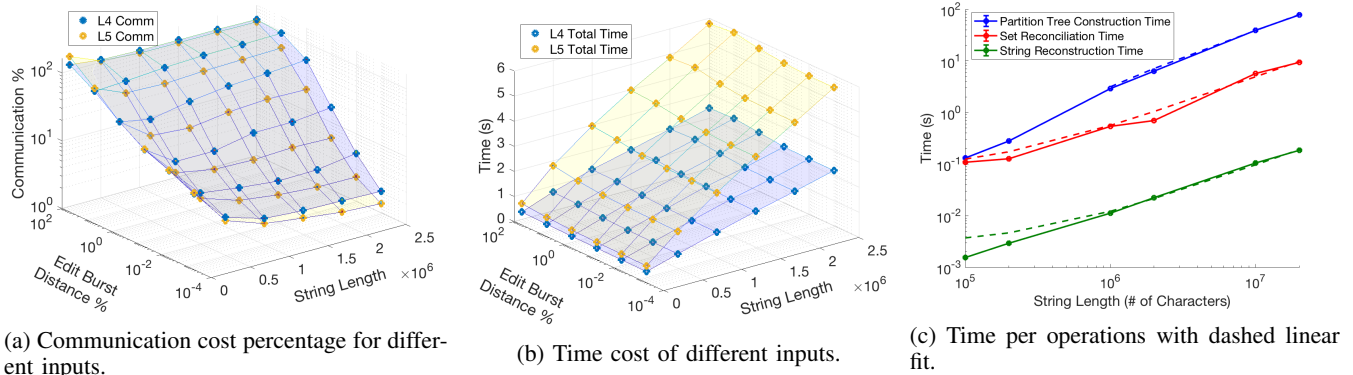 L4 Comm
L5 Comm
Communication %
10^2
10^1
10^0
10^2
10^0
10^-2
10^-4
Edit Burst
Distance %
0
0.5
1
1.5
2
2.5
×10^6
String Length
(a) Communication cost percentage for differ-
ent inputs.
L4 Total Time
L5 Total Time
Time (s)
6
5
4
3
2
1
0
10^2
10^0
10^-2
10^-4
Edit Burst
Distance %
0
0.5
1
1.5
2
2.5
×10^6
String Length
(b) Time cost of different inputs.
Partition Tree Construction Time
Set Reconciliation Time
String Reconstruction Time
Time (s)
10^2
10^1
10^0
10^-1
10^-2
10^-3
10^5
10^6
10^7
String Length (# of Characters)
(c) Time per operations with dashed linear
fit.